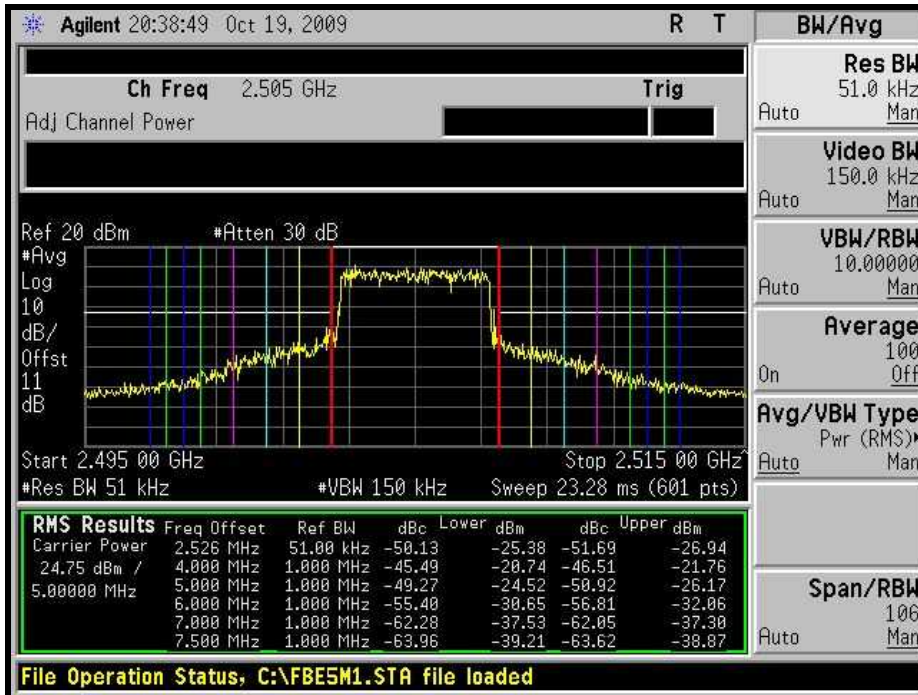 Agilent 20:38:49 Oct 19, 2009 R T
BW/Avg
Ch Freq 2.505 GHz Trig
Adj Channel Power
Ref 20 dBm #Atten 30 dB
#Avg
Log
10
dB/
Offst
11
dB
Start 2.495 00 GHz Stop 2.515 00 GHz
#Res BW 51 kHz #VBW 150 kHz Sweep 23.28 ms (601 pts)
RMS Results Freq Offset Ref BW dBc Lower dBm dBc Upper dBm
Carrier Power 2.526 MHz 51.00 kHz -50.13 -25.38 -51.69 -26.94
24.75 dBm / 4.000 MHz 1.000 MHz -45.49 -20.74 -46.51 -21.76
5.00000 MHz 5.000 MHz 1.000 MHz -49.27 -24.52 -50.92 -26.17
6.000 MHz 1.000 MHz -55.40 -30.65 -56.81 -32.06
7.000 MHz 1.000 MHz -62.28 -37.53 -62.05 -37.30
7.500 MHz 1.000 MHz -63.96 -39.21 -63.62 -38.87
File Operation Status, C:\FBE5M1.STA file loaded
Res BW
51.0 kHz
Auto Man
Video BW
150.0 kHz
Auto Man
VBW/RBW
10.00000
Auto Man
Average
100
On Off
Avg/VBW Type
Pwr (RMS)
Auto Man
Span/RBW
106
Auto Man